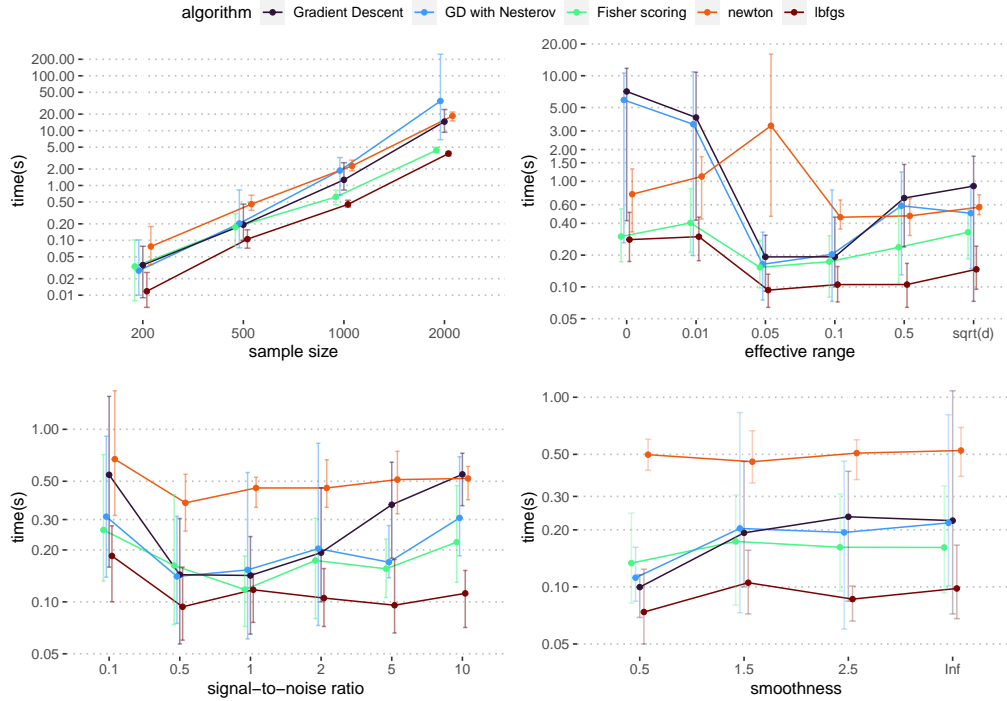 algorithm Gradient Descent GD with Nesterov Fisher scoring newton lbfgs
time(s)
200.00
100.00
50.00
20.00
10.00
5.00
2.00
1.00
0.50
0.20
0.10
0.05
0.02
0.01
200 500 1000 2000
sample size
time(s)
20.00
10.00
5.00
3.00
2.00
1.50
1.00
0.60
0.40
0.20
0.10
0.05
0 0.01 0.05 0.1 0.5 sqrt(d)
effective range
time(s)
1.00
0.50
0.30
0.20
0.10
0.05
0.1 0.5 1 2 5 10
signal−to−noise ratio
time(s)
1.00
0.50
0.30
0.20
0.10
0.05
0.5 1.5 2.5 Inf
smoothness